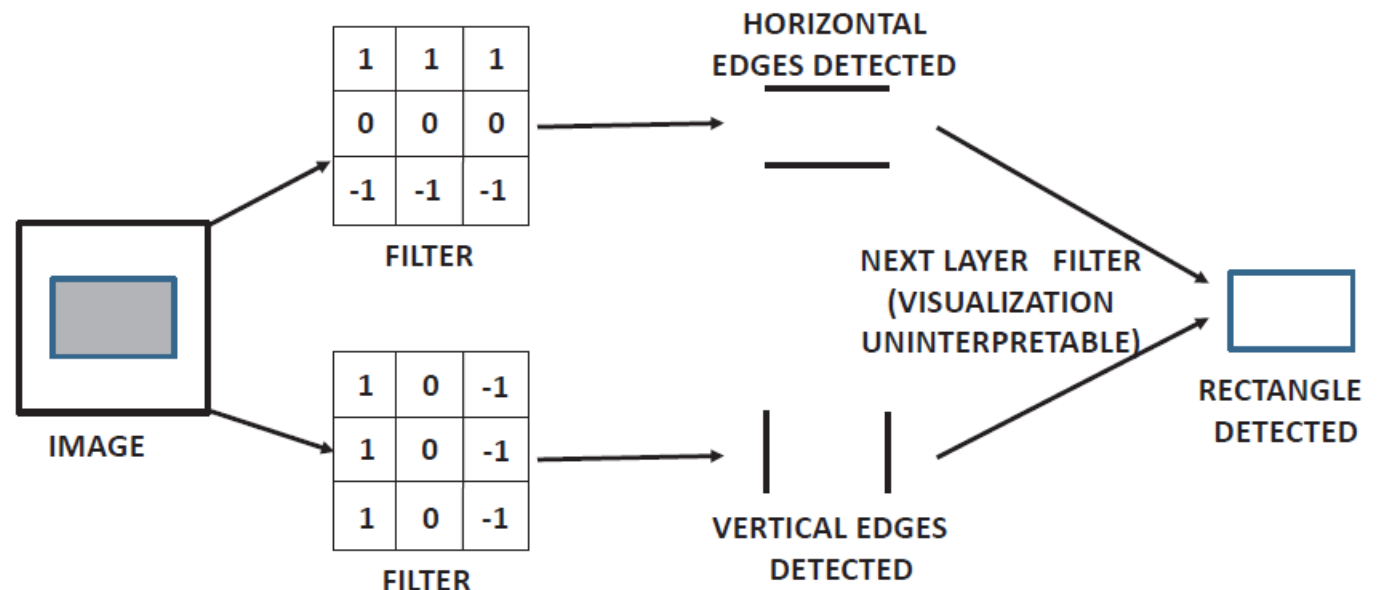 1 1 1
0 0 0
-1 -1 -1
FILTER
HORIZONTAL
EDGES DETECTED
IMAGE
1 0 -1
1 0 -1
1 0 -1
FILTER
VERTICAL EDGES
DETECTED
NEXT LAYER FILTER
(VISUALIZATION
UNINTERPRETABLE)
RECTANGLE
DETECTED